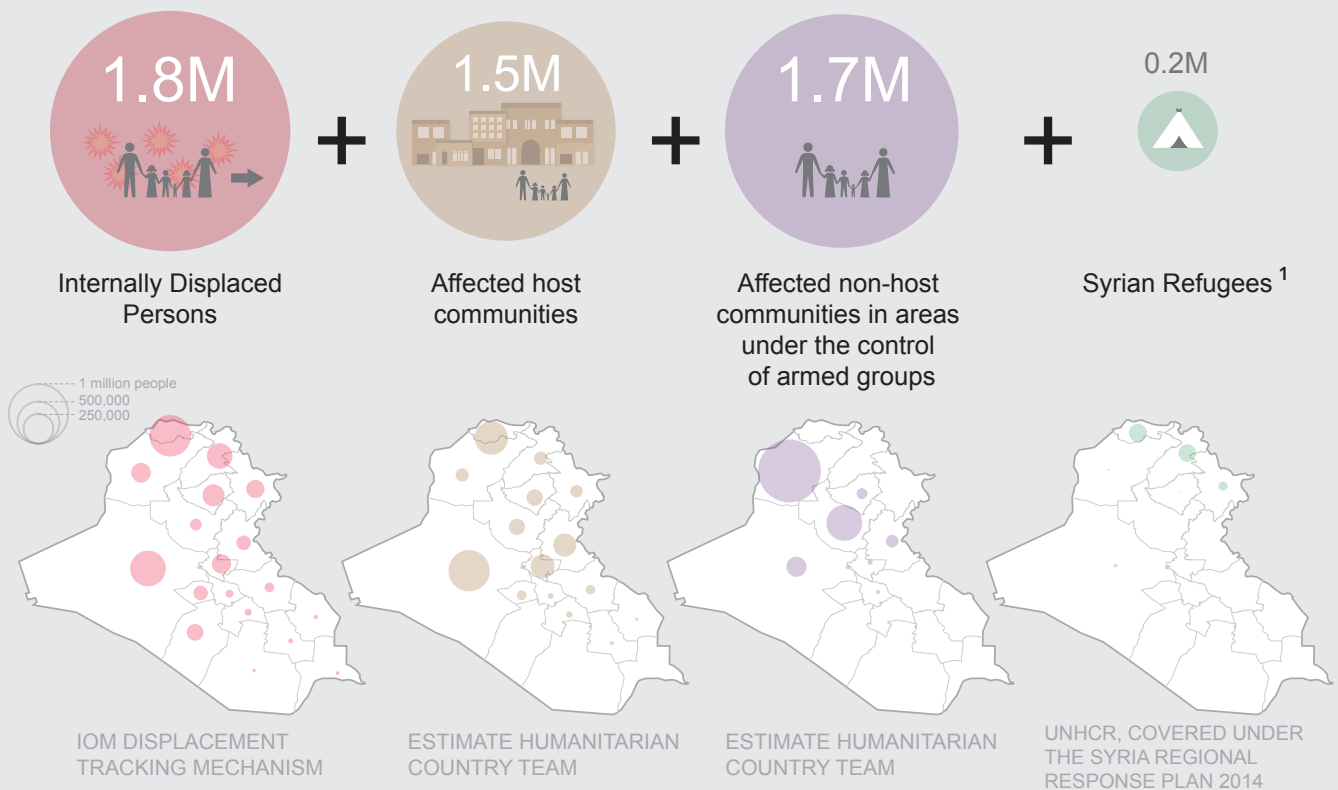 1.8M
1.5M
1.7M
0.2M
+
+
+
Internally Displaced
Persons
Affected host
communities
Affected non-host
communities in areas
under the control
of armed groups
Syrian Refugees 1
1 million people
500,000
250,000
IOM DISPLACEMENT
TRACKING MECHANISM
ESTIMATE HUMANITARIAN
COUNTRY TEAM
ESTIMATE HUMANITARIAN
COUNTRY TEAM
UNHCR, COVERED UNDER
THE SYRIA REGIONAL
RESPONSE PLAN 2014